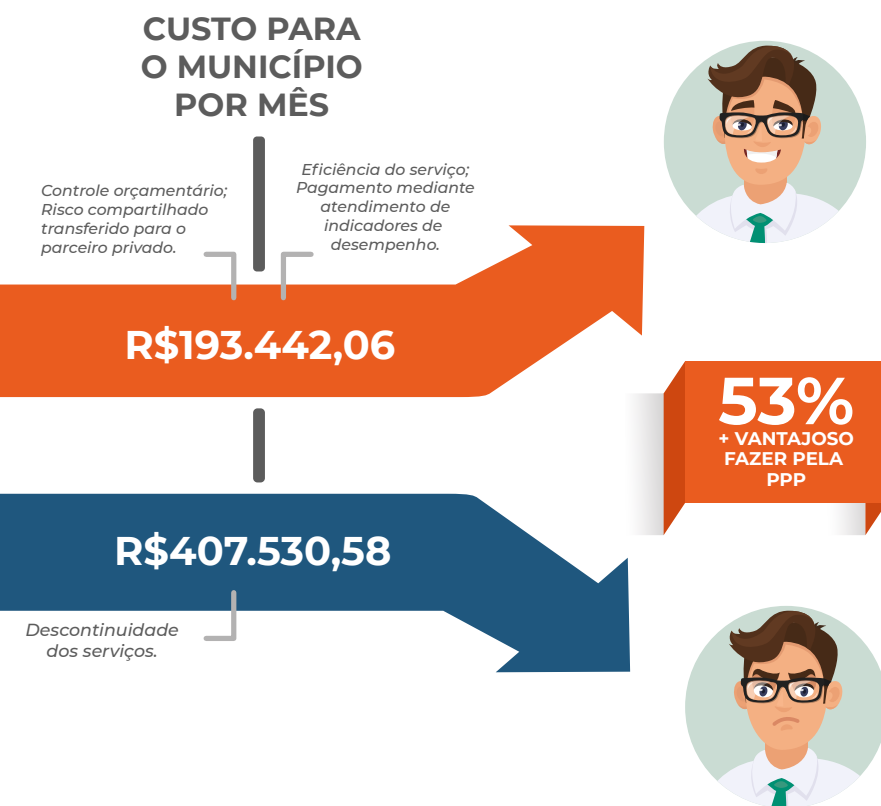 CUSTO PARA
O MUNICÍPIO
POR MÊS
Controle orçamentário;
Risco compartilhado
transferido para o
parceiro privado.
Eficiência do serviço;
Pagamento mediante
atendimento de
indicadores de
desempenho.
R$193.442,06
53%
+ VANTAJOSO
FAZER PELA
PPP
R$407.530,58
Descontinuidade
dos serviços.